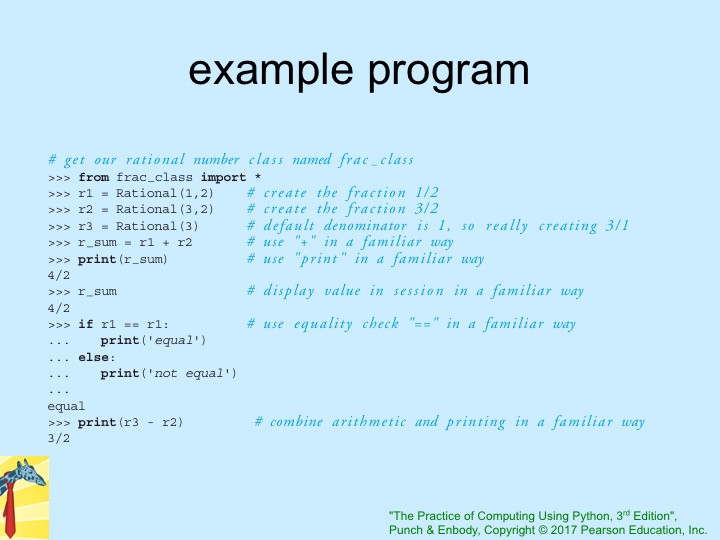 example program
# get our rational number class named frac_class
>>> from frac_class import *
>>> r1 = Rational(1,2) # create the fraction 1/2
>>> r2 = Rational(3,2) # create the fraction 3/2
>>> r3 = Rational(3) # default denominator is 1, so really creating 3/1
>>> r_sum = r1 + r2 # use "+" in a familiar way
>>> print(r_sum) # use "print" in a familiar way
4/2
>>> r_sum # display value in session in a familiar way
4/2
>>> if r1 == r1: # use equality check "==" in a familiar way
... print('equal')
... else:
... print('not equal')
...
equal
>>> print(r3 - r2) # combine arithmetic and printing in a familiar way
3/2
"The Practice of Computing Using Python, 3rd Edition",
Punch & Enbody, Copyright © 2017 Pearson Education, Inc.